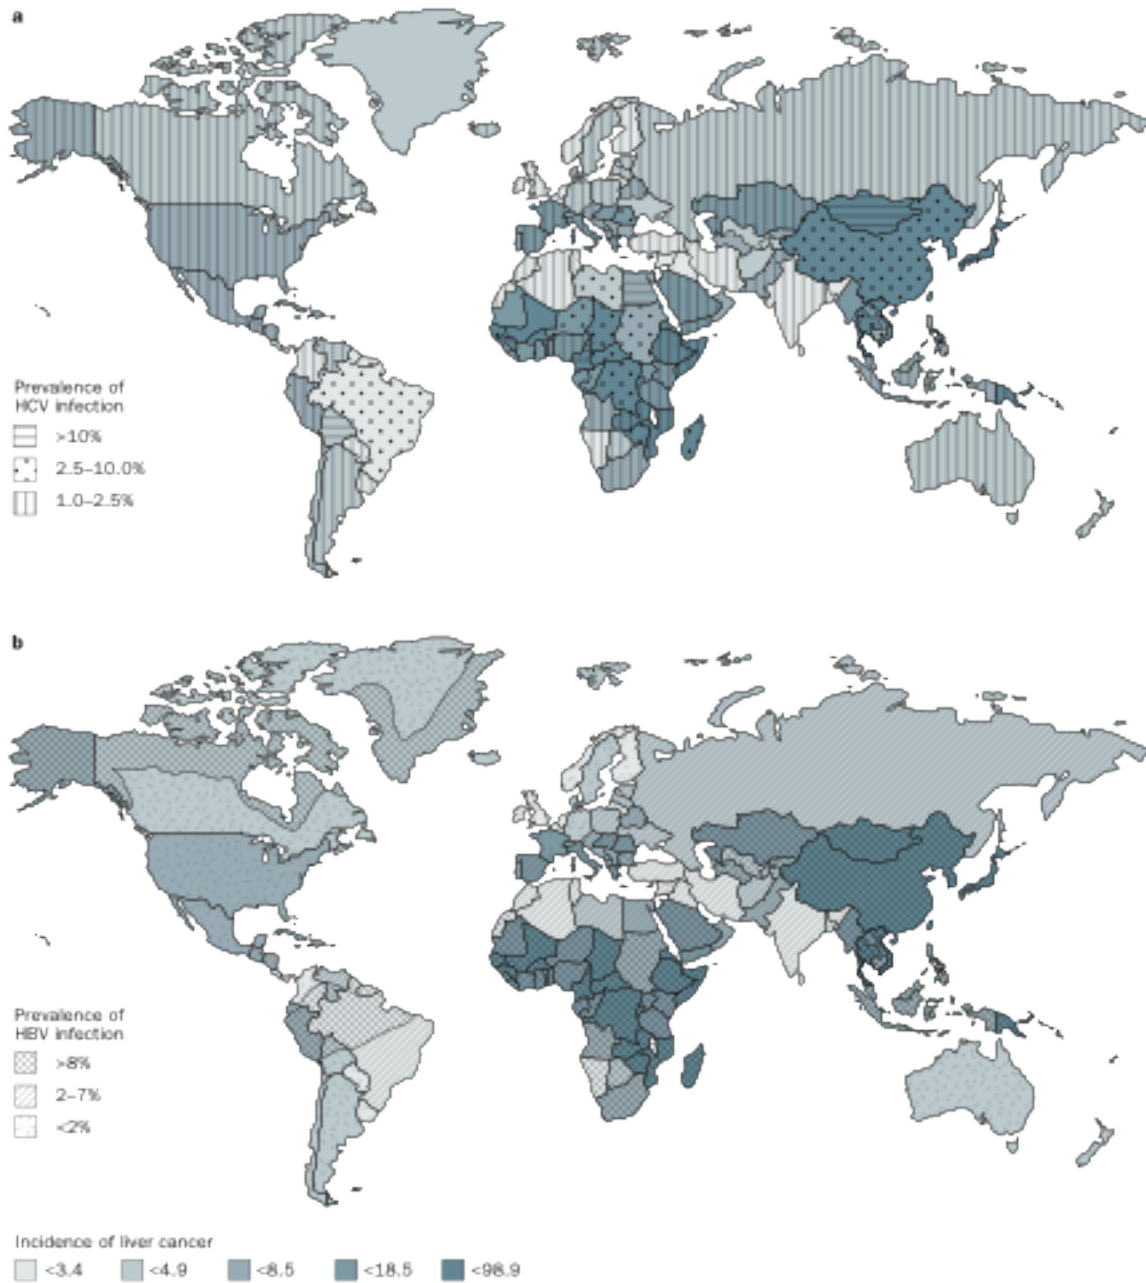 a
Prevalence of
HCV infection
>10%
2.5–10.0%
1.0–2.5%
b
Prevalence of
HBV infection
>8%
2–7%
<2%
Incidence of liver cancer
<3.4 <4.9 <8.5 <18.5 <98.9